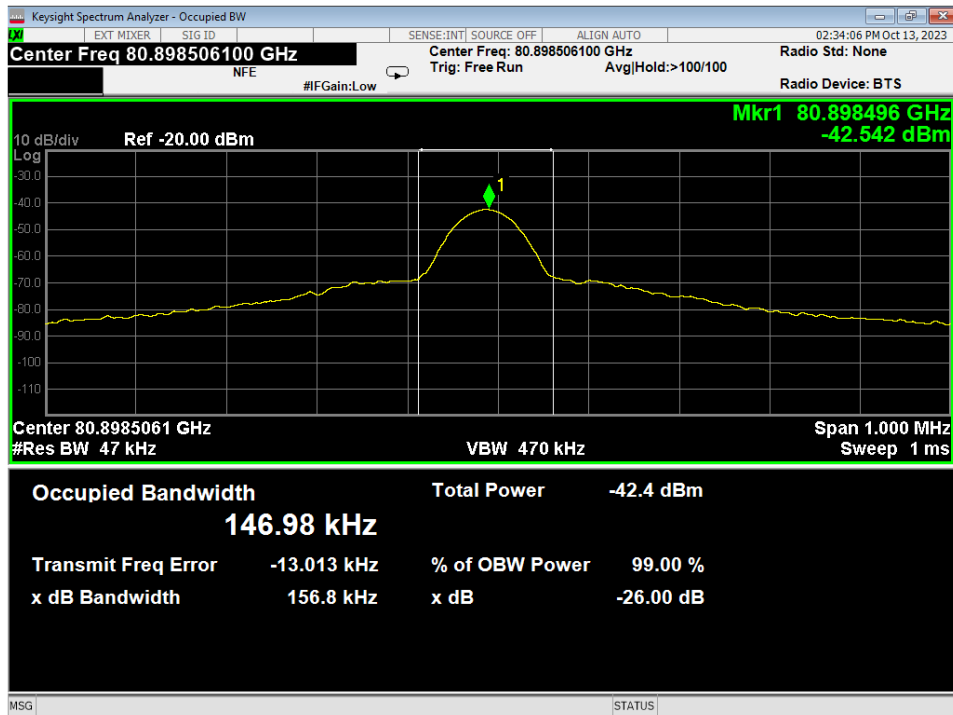 Keysight Spectrum Analyzer - Occupied BW
LXI EXT MIXER SIG ID SENSE:INT SOURCE OFF ALIGN AUTO 02:34:06 PM Oct 13, 2023
Center Freq 80.898506100 GHz Center Freq: 80.898506100 GHz Radio Std: None
NFE Trig: Free Run Avg|Hold:>100/100
#IFGain:Low Radio Device: BTS
Mkr1 80.898496 GHz
10 dB/div Ref -20.00 dBm -42.542 dBm
Log
-30.0
1
-40.0
-50.0
-60.0
-70.0
-80.0
-90.0
-100
-110
Center 80.8985061 GHz Span 1.000 MHz
#Res BW 47 kHz VBW 470 kHz Sweep 1 ms
Occupied Bandwidth Total Power -42.4 dBm
146.98 kHz
Transmit Freq Error -13.013 kHz % of OBW Power 99.00 %
x dB Bandwidth 156.8 kHz x dB -26.00 dB
MSG STATUS